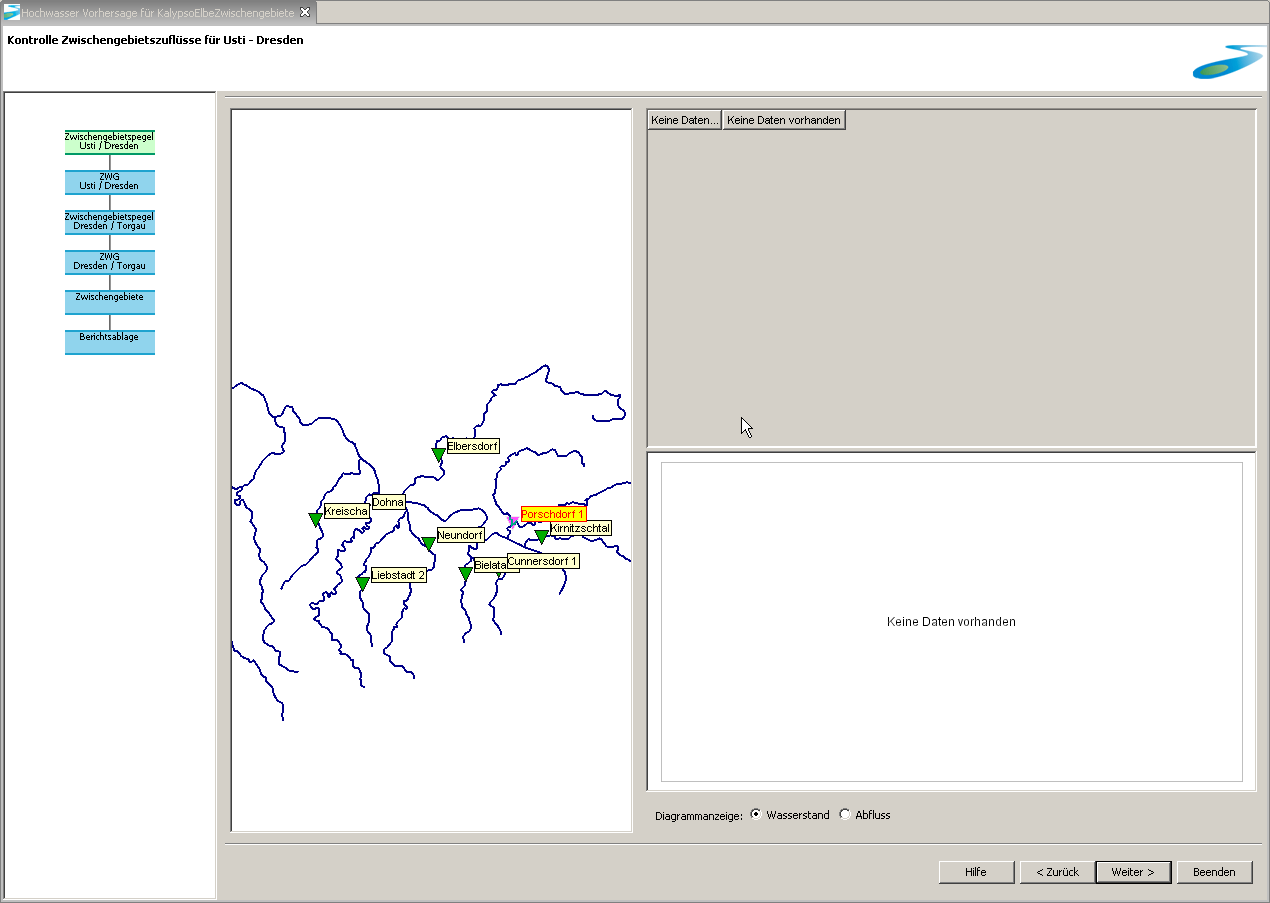 Hochwasser Vorhersage für KalypsoElbeZwischengebiete
Kontrolle Zwischengebietszuflüsse für Usti - Dresden
Zwischengebietspegel
Usti / Dresden
ZWG
Usti / Dresden
Zwischengebietspegel
Dresden / Torgau
ZWG
Dresden / Torgau
Zwischengebiete
Berichtsablage
Elbersdorf
Dohna
Kreischa
Porschdorf 1
Kirnitzschtal
Neundorf
Cunnersdorf 1
Bielata
Liebstadt 2
Keine Daten... Keine Daten vorhanden
Keine Daten vorhanden
Diagrammanzeige: Wasserstand Abfluss
Hilfe < Zurück Weiter > Beenden